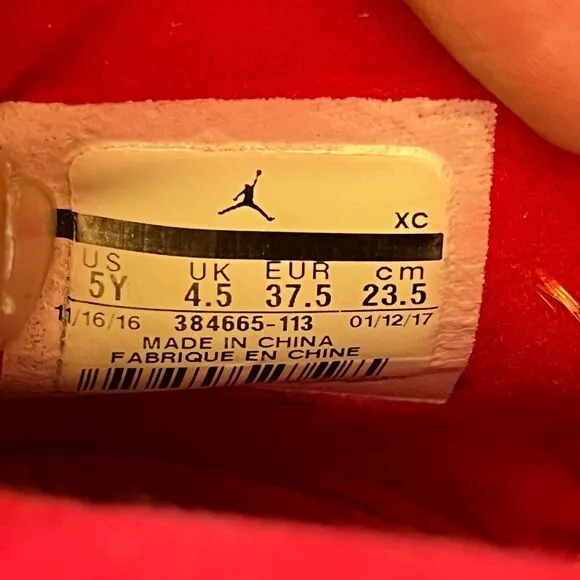 XC
US UK EUR cm
5Y 4.5 37.5 23.5
11/16/16 384665-113 01/12/17
MADE IN CHINA
FABRIQUE EN CHINE